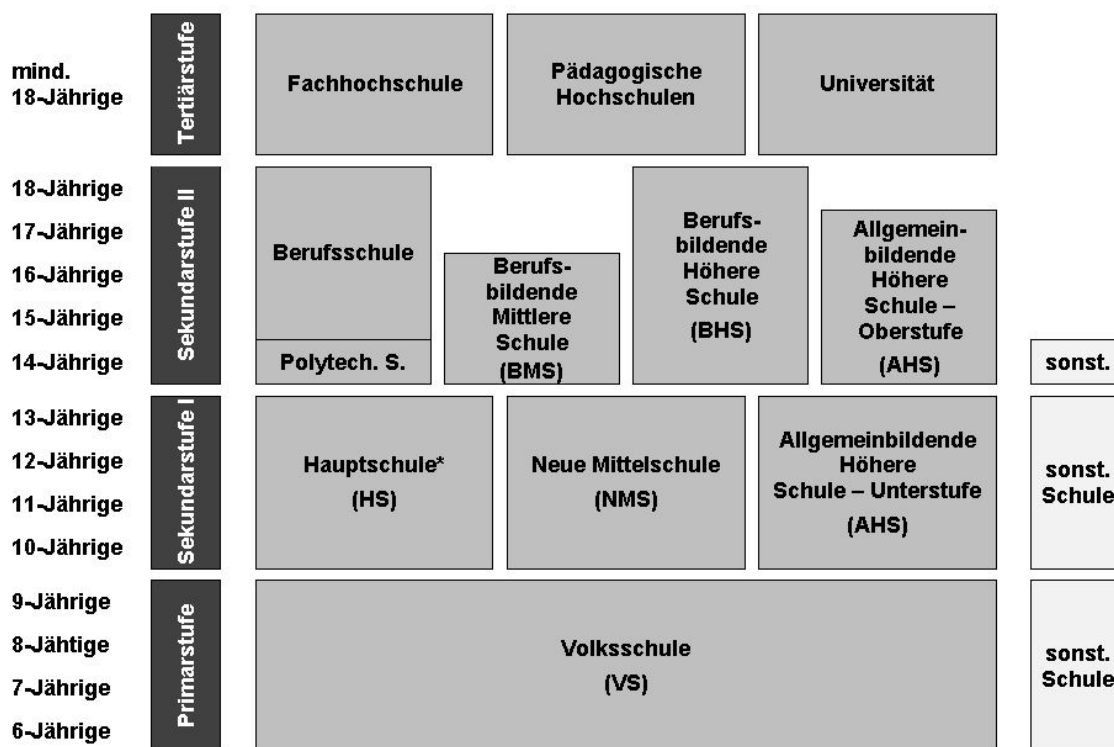 mind.
18-Jährige
Tertiärstufe
Fachhochschule
Pädagogische
Hochschulen
Universität
18-Jährige
17-Jährige
16-Jährige
15-Jährige
14-Jährige
Sekundarstufe II
Berufsschule
Polytech. S.
Berufs-
bildende
Mittlere
Schule
(BMS)
Berufs-
bildende
Höhere
Schule
(BHS)
Allgemein-
bildende
Höhere
Schule –
Oberstufe
(AHS)
sonst.
13-Jährige
12-Jährige
11-Jährige
10-Jährige
Sekundarstufe I
Hauptschule*
(HS)
Neue Mittelschule
(NMS)
Allgemeinbildende
Höhere
Schule – Unterstufe
(AHS)
sonst.
Schule
9-Jährige
8-Jähtige
7-Jährige
6-Jährige
Primarstufe
Volksschule
(VS)
sonst.
Schule